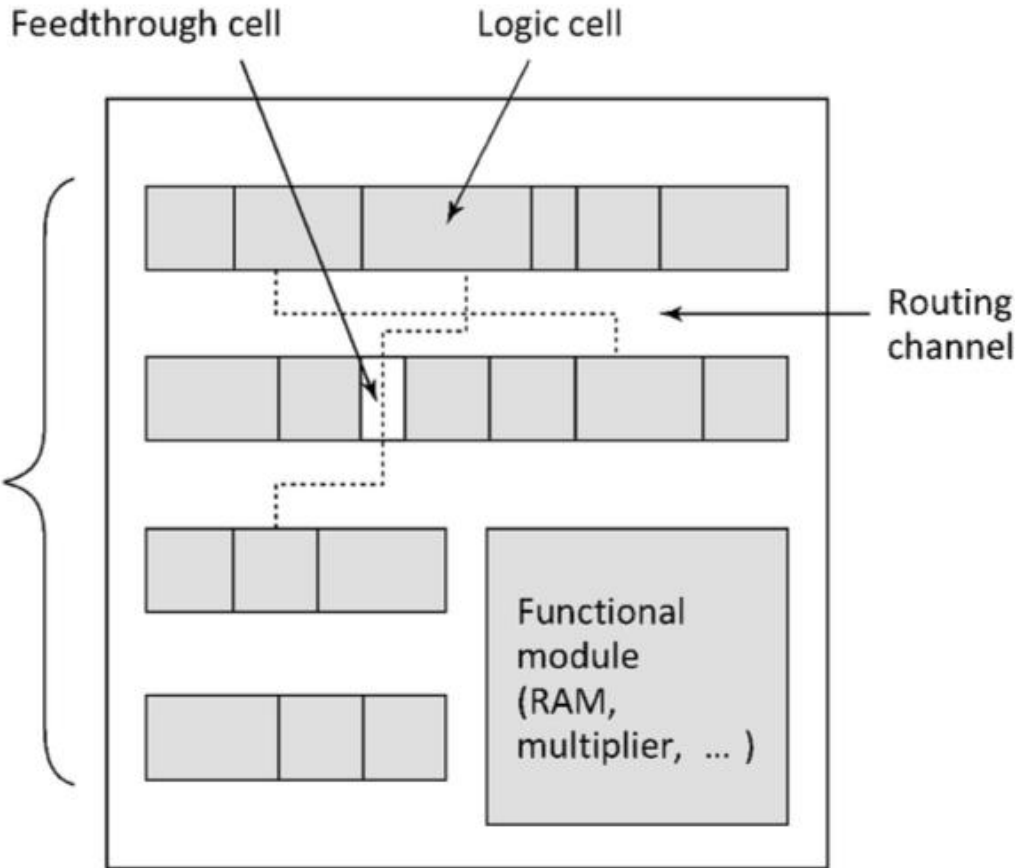 Feedthrough cell
Logic cell
Routing
channel
Functional
module
(RAM,
multiplier, ... )